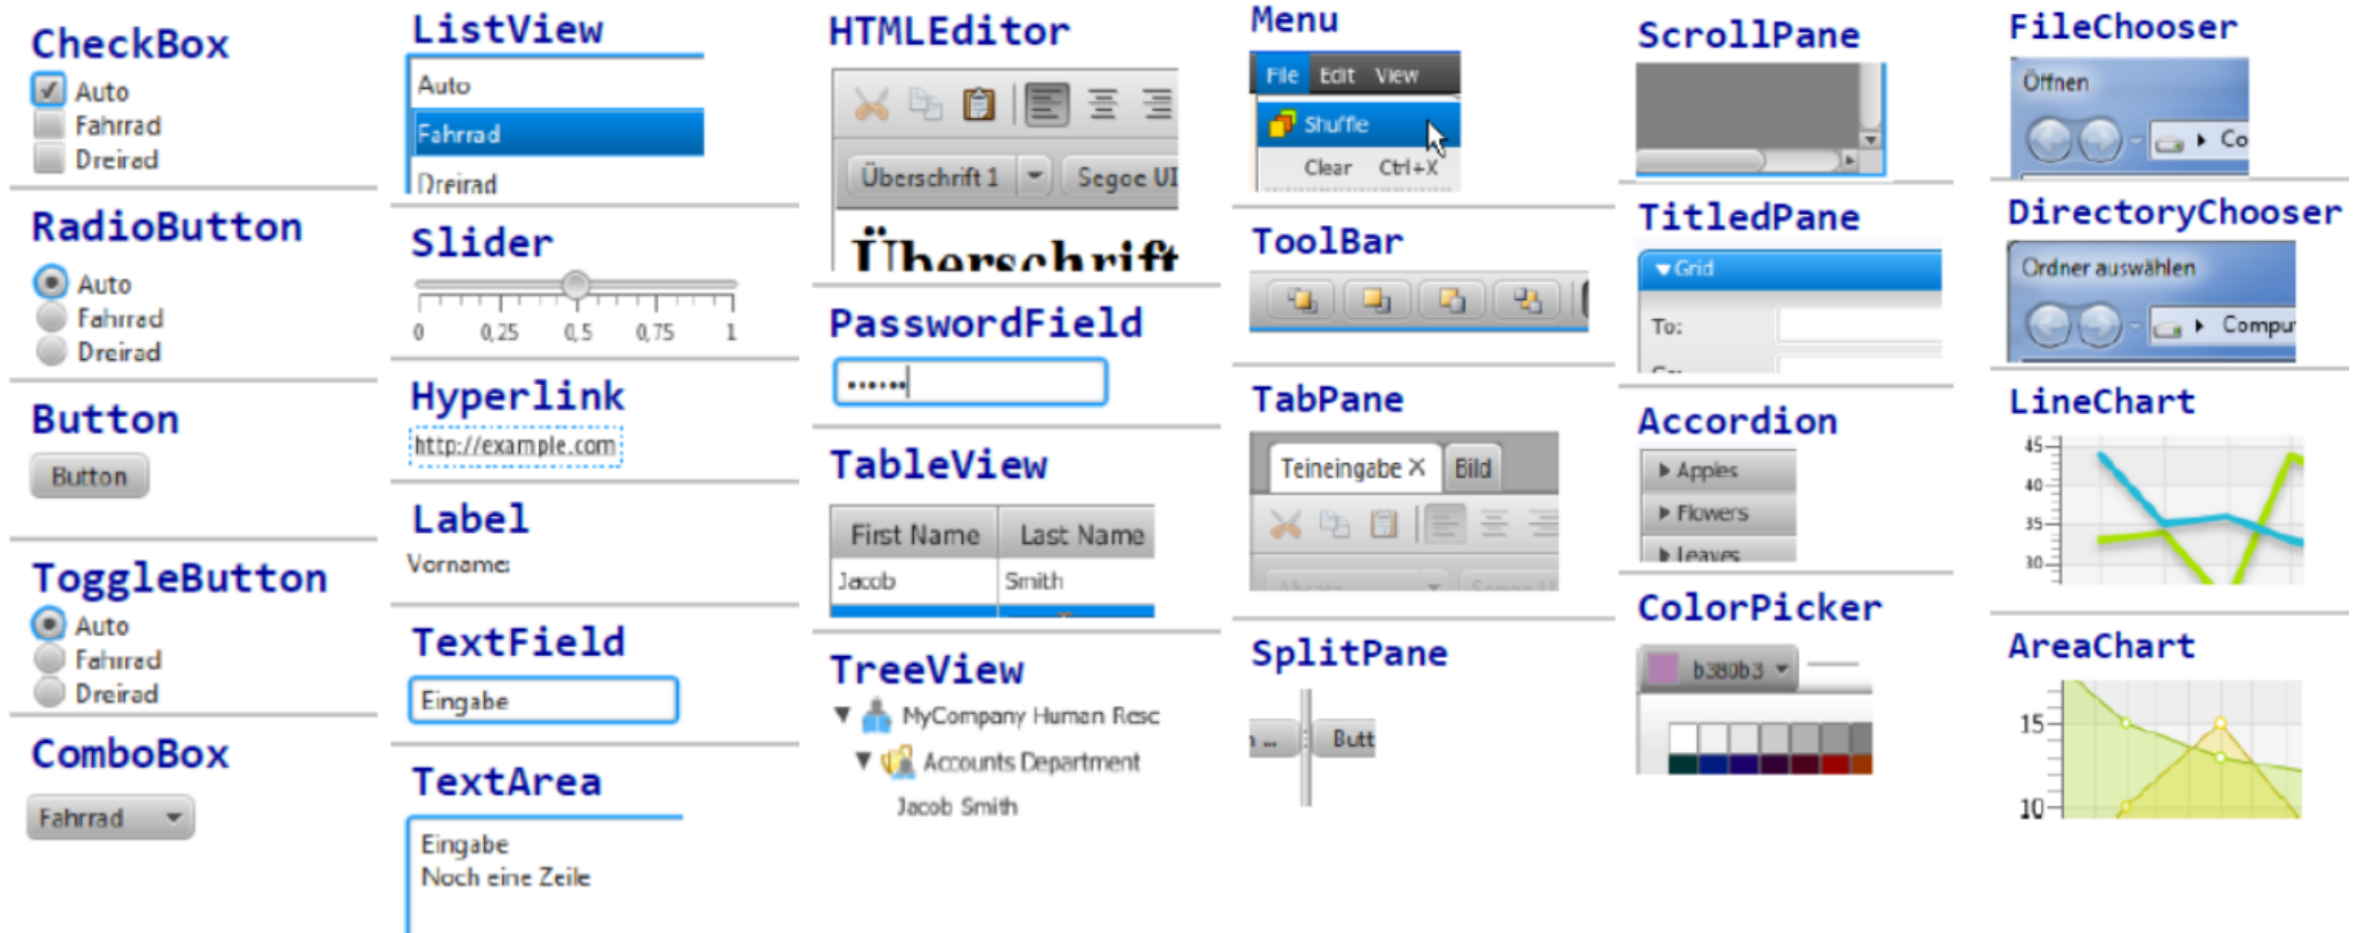 CheckBox
Auto
Fahrrad
Dreirad
RadioButton
Auto
Fahrrad
Dreirad
Button
Button
ToggleButton
Auto
Fahrrad
Dreirad
ComboBox
Fahrrad
ListView
Auto
Fahrrad
Dreirad
Slider
0 0,25 0,5 0,75 1
Hyperlink
http://example.com
Label
Vorname:
TextField
Eingabe
TextArea
Eingabe
Noch eine Zeile
HTMLEditor
Überschrift 1 Segoe UI
Überschrift
PasswordField
••••••
TableView
First Name Last Name
Jacob Smith
TreeView
MyCompany Human Resc
Accounts Department
Jacob Smith
Menu
File Edit View
Shuffle
Clear Ctrl+X
ToolBar
TabPane
Teineingabe X Bild
SplitPane
... Butt
ScrollPane
TitledPane
Grid
To:
Accordion
Apples
Flowers
Leaves
ColorPicker
b380b3
FileChooser
Öffnen
Co
DirectoryChooser
Ordner auswählen
Compu
LineChart
45
40
35
30
AreaChart
15
10